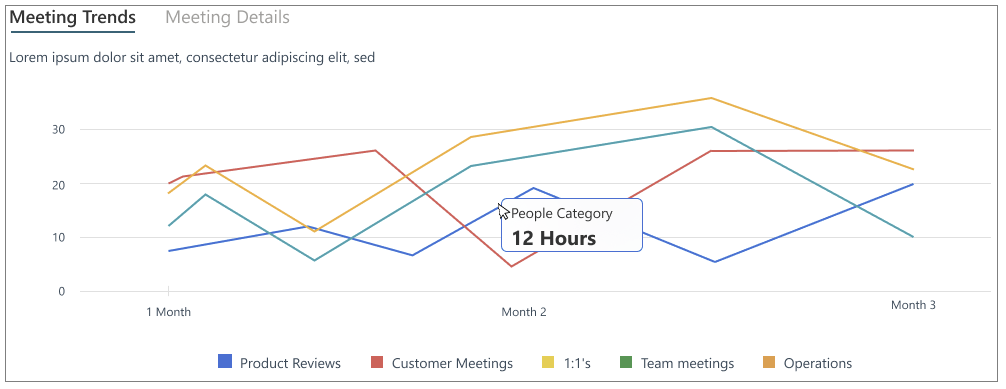 Meeting Trends Meeting Details
Lorem ipsum dolor sit amet, consectetur adipiscing elit, sed
30
20
10
0
People Category
12 Hours
1 Month Month 2 Month 3
Product Reviews Customer Meetings 1:1's Team meetings Operations